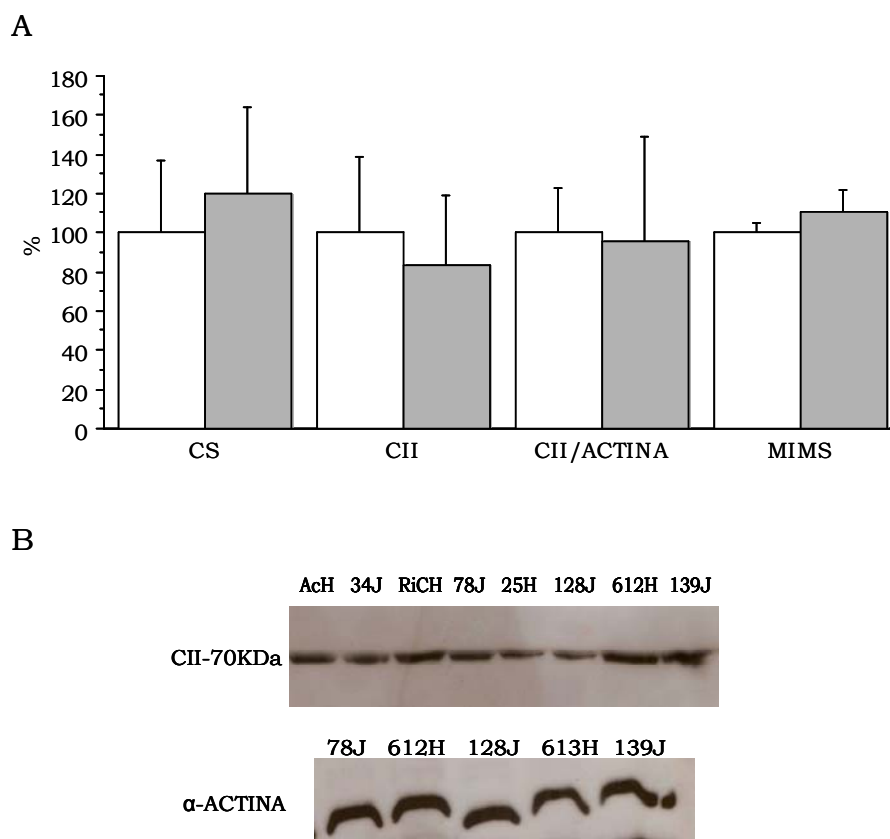 A
180
160
140
120
100
80
60
40
20
0
%
CS CII CII/ACTINA MIMS
B
AcH 34J RiCH 78J 25H 128J 612H 139J
CII-70KDa
78J 612H 128J 613H 139J
α-ACTINA